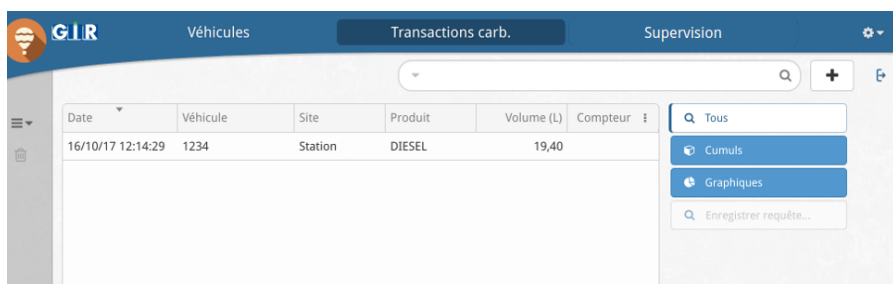 GIR Véhicules Transactions carb. Supervision
Date Véhicule Site Produit Volume (L) Compteur
16/10/17 12:14:29 1234 Station DIESEL 19,40
Tous
Cumuls
Graphiques
Enregistrer requête...